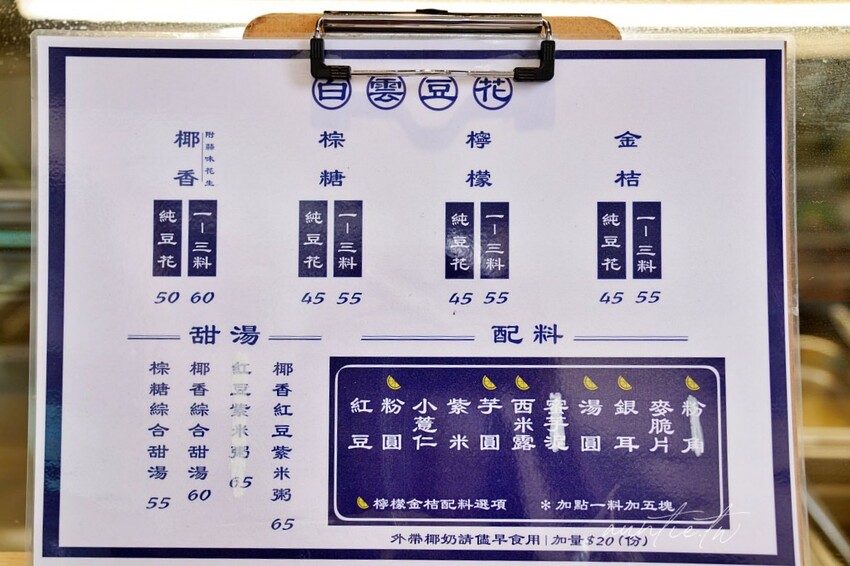 白雲豆花
金桔
一-三料 55
純豆花 45
檸檬
一-三料 55
純豆花 45
棕糖
一-三料 55
純豆花 45
椰香
附蒜味花生
一-三料 60
純豆花 50
配料
粉角
麥脆片
銀耳
湯圓
蜜手淚
西米露
芋圓
紫米
小薏仁
粉圓
紅豆
檸檬金桔配料選項
*加點一料加五塊
甜湯
椰香紅豆紫米粥 65
紅豆紫米粥 65
椰香綜合甜湯 60
棕糖綜合甜湯 55
外帶椰奶請儘早食用|加量$20(份)